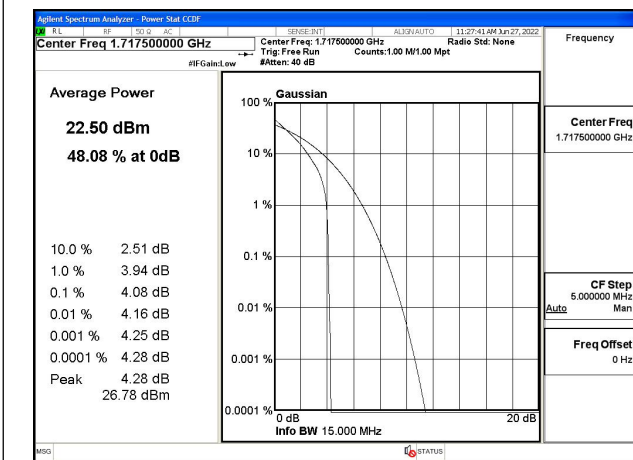 Agilent Spectrum Analyzer - Power Stat CCDF
RL RF 50 Ω AC SENSE:INT ALIGN AUTO 11:27:41 AM Jun 27, 2022
Center Freq 1.717500000 GHz
Center Freq: 1.717500000 GHz Radio Std: None
Trig: Free Run Counts:1.00 M/1.00 Mpt
#IFGain:Low #Atten: 40 dB
Frequency
Average Power
22.50 dBm
48.08 % at 0dB
10.0 % 2.51 dB
1.0 % 3.94 dB
0.1 % 4.08 dB
0.01 % 4.16 dB
0.001 % 4.25 dB
0.0001 % 4.28 dB
Peak 4.28 dB
26.78 dBm
Gaussian
100 %
10 %
1 %
0.1 %
0.01 %
0.001 %
0.0001 %
0 dB 20 dB
Info BW 15.000 MHz
Center Freq
1.717500000 GHz
CF Step
5.000000 MHz
Auto Man
Freq Offset
0 Hz
MSG STATUS